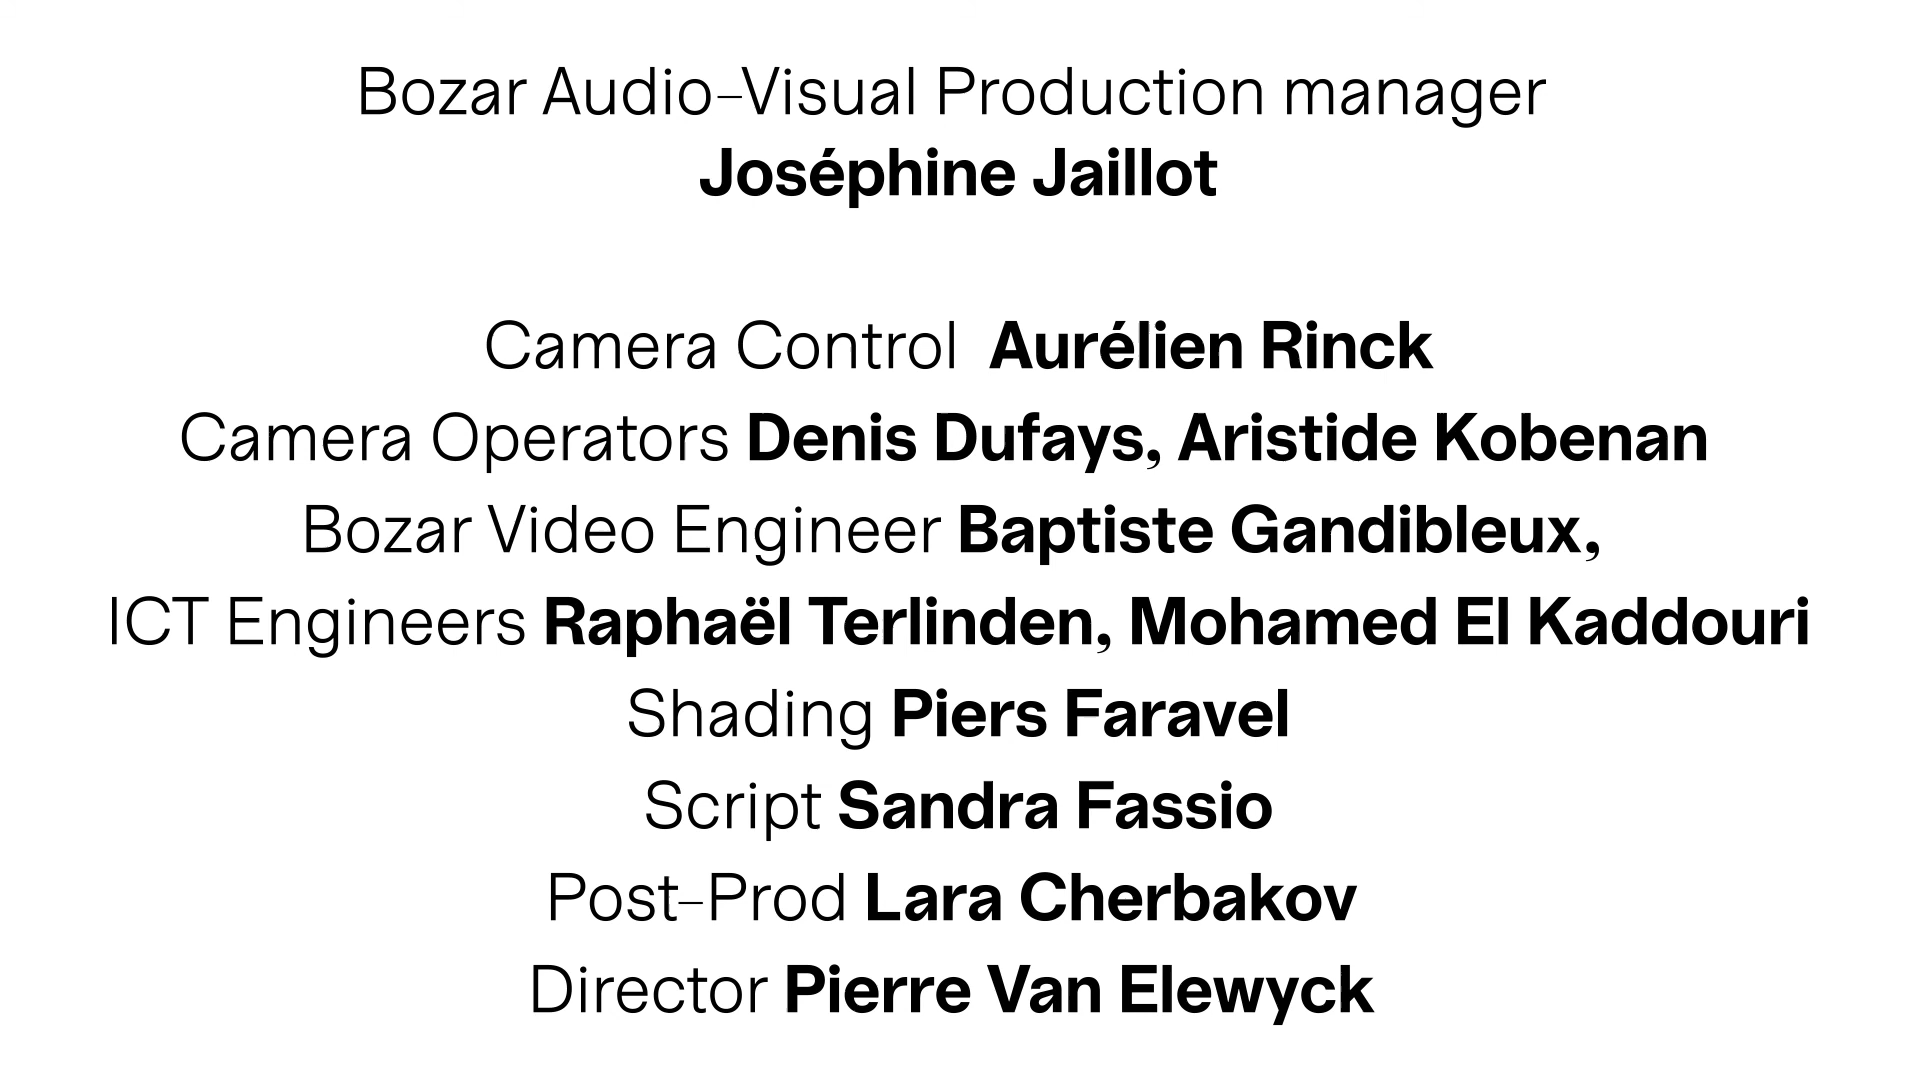 Bozar Audio-Visual Production manager
Joséphine Jaillot
Camera Control Aurélien Rinck
Camera Operators Denis Dufays, Aristide Kobenan
Bozar Video Engineer Baptiste Gandibleux,
ICT Engineers Raphaël Terlinden, Mohamed El Kaddouri
Shading Piers Faravel
Script Sandra Fassio
Post-Prod Lara Cherbakov
Director Pierre Van Elewyck